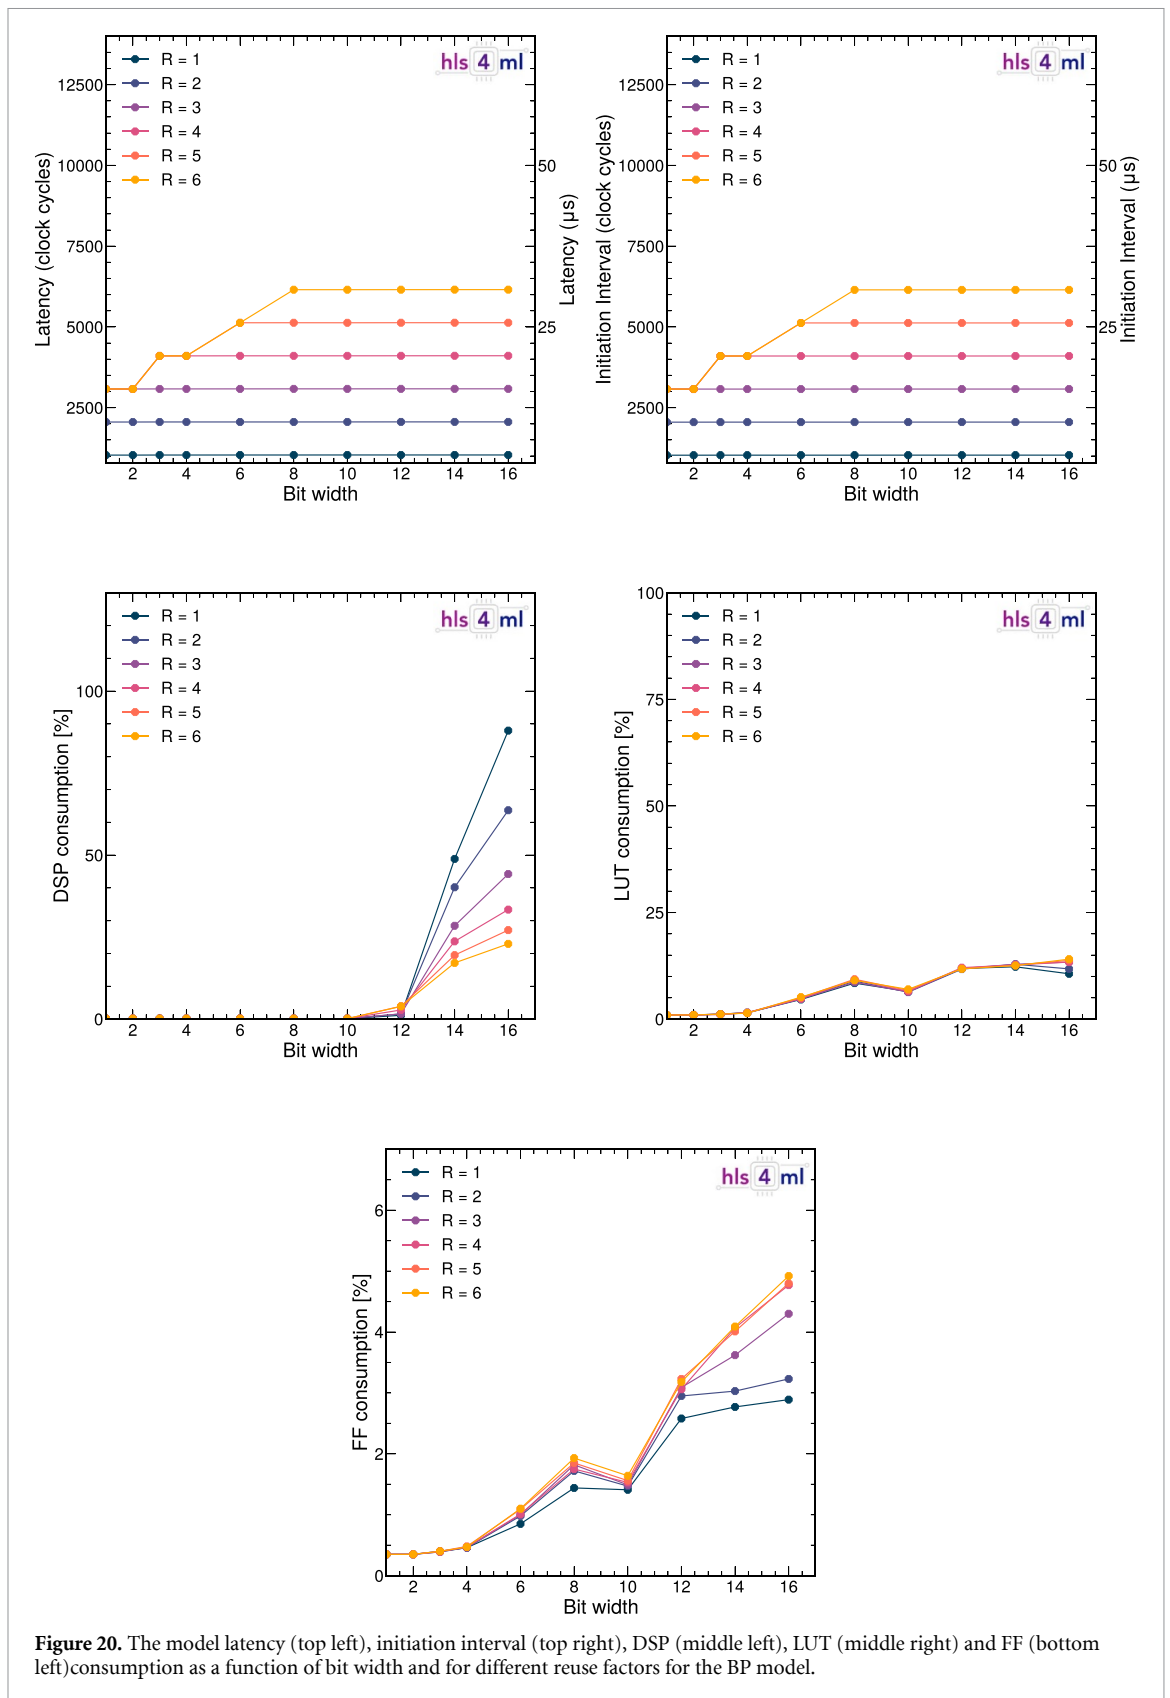 R = 1
R = 2
R = 3
R = 4
R = 5
R = 6
hls 4 ml
12500
10000
7500
5000
2500
50
25
Latency (clock cycles)
Latency (μs)
2 4 6 8 10 12 14 16
Bit width
R = 1
R = 2
R = 3
R = 4
R = 5
R = 6
hls 4 ml
12500
10000
7500
5000
2500
50
25
Initiation Interval (clock cycles)
Initiation Interval (μs)
2 4 6 8 10 12 14 16
Bit width
R = 1
R = 2
R = 3
R = 4
R = 5
R = 6
hls 4 ml
100
50
0
DSP consumption [%]
2 4 6 8 10 12 14 16
Bit width
R = 1
R = 2
R = 3
R = 4
R = 5
R = 6
hls 4 ml
100
75
50
25
0
LUT consumption [%]
2 4 6 8 10 12 14 16
Bit width
R = 1
R = 2
R = 3
R = 4
R = 5
R = 6
hls 4 ml
6
4
2
0
FF consumption [%]
2 4 6 8 10 12 14 16
Bit width
Figure 20. The model latency (top left), initiation interval (top right), DSP (middle left), LUT (middle right) and FF (bottom
left)consumption as a function of bit width and for different reuse factors for the BP model.